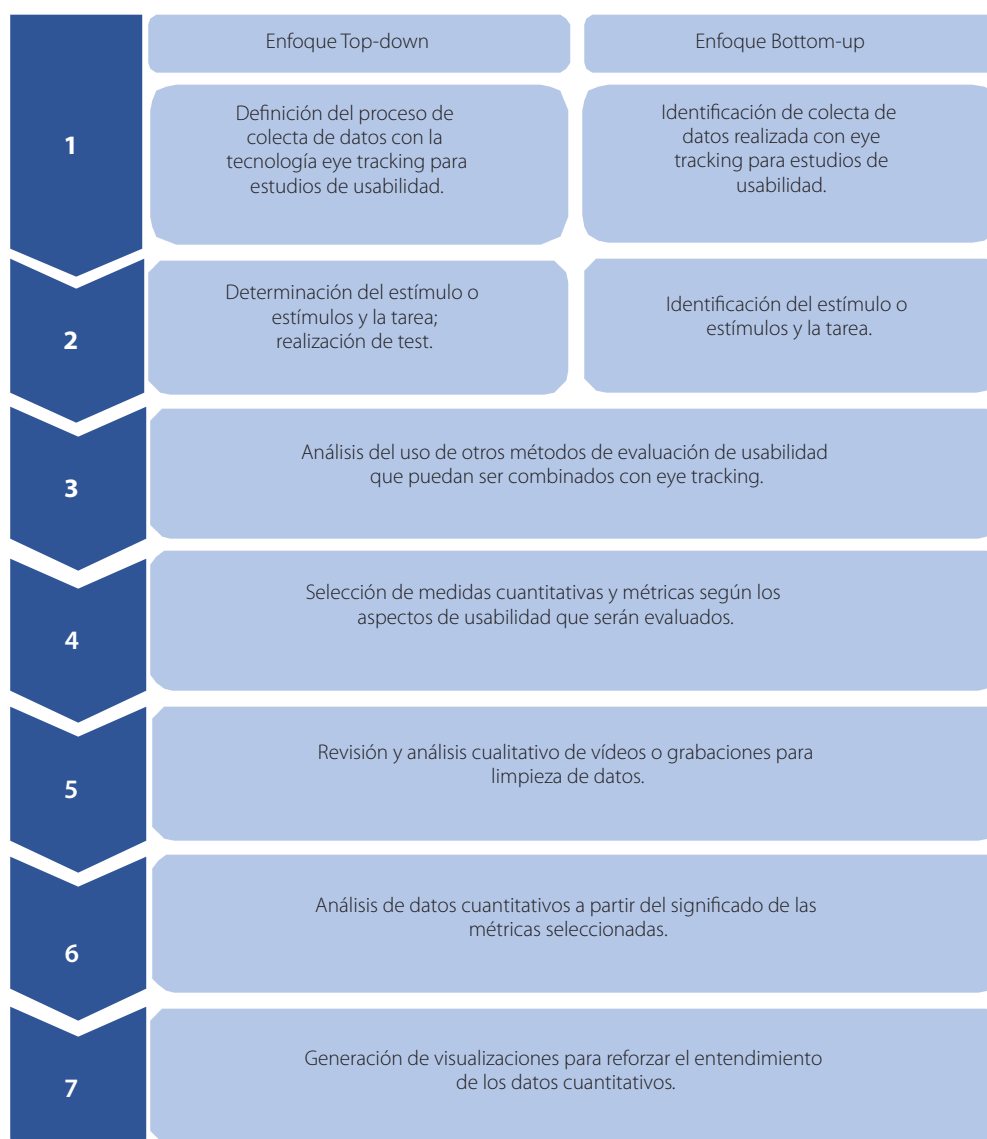 Enfoque Top-down
Enfoque Bottom-up
1
Definición del proceso de
colecta de datos con la
tecnología eye tracking para
estudios de usabilidad.
Identificación de colecta de
datos realizada con eye
tracking para estudios de
usabilidad.
2
Determinación del estímulo o
estímulos y la tarea;
realización de test.
Identificación del estímulo o
estímulos y la tarea.
3
Análisis del uso de otros métodos de evaluación de usabilidad
que puedan ser combinados con eye tracking.
4
Selección de medidas cuantitativas y métricas según los
aspectos de usabilidad que serán evaluados.
5
Revisión y análisis cualitativo de vídeos o grabaciones para
limpieza de datos.
6
Análisis de datos cuantitativos a partir del significado de las
métricas seleccionadas.
7
Generación de visualizaciones para reforzar el entendimiento
de los datos cuantitativos.